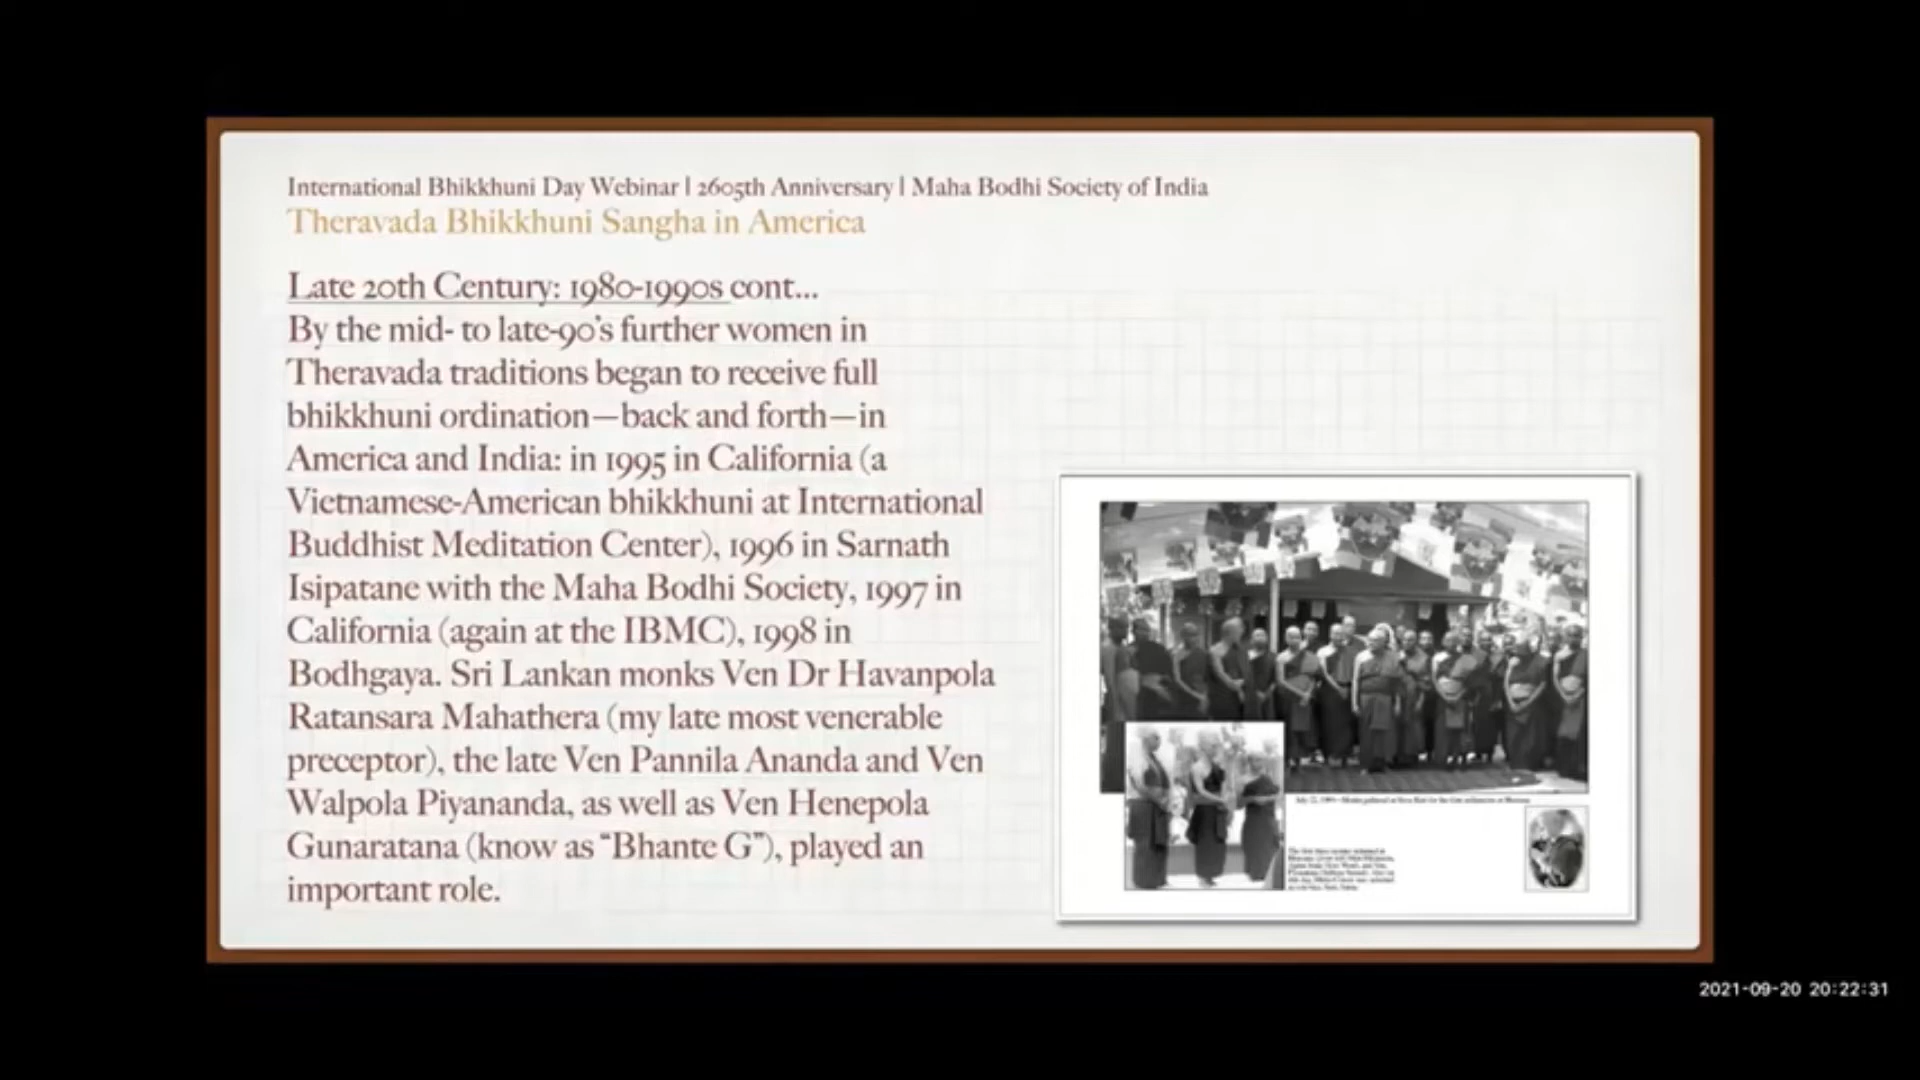 International Bhikkhuni Day Webinar | 2605th Anniversary | Maha Bodhi Society of India
Theravada Bhikkhuni Sangha in America
Late 20th Century: 1980-1990s cont...
By the mid- to late-90's further women in
Theravada traditions began to receive full
bhikkhuni ordination—back and forth—in
America and India: in 1995 in California (a
Vietnamese-American bhikkhuni at International
Buddhist Meditation Center), 1996 in Sarnath
Isipatane with the Maha Bodhi Society, 1997 in
California (again at the IBMC), 1998 in
Bodhgaya. Sri Lankan monks Ven Dr Havanpola
Ratansara Mahathera (my late most venerable
preceptor), the late Ven Pannila Ananda and Ven
Walpola Piyananda, as well as Ven Henepola
Gunaratana (know as “Bhante G”), played an
important role.
2021-09-20 20:22:31